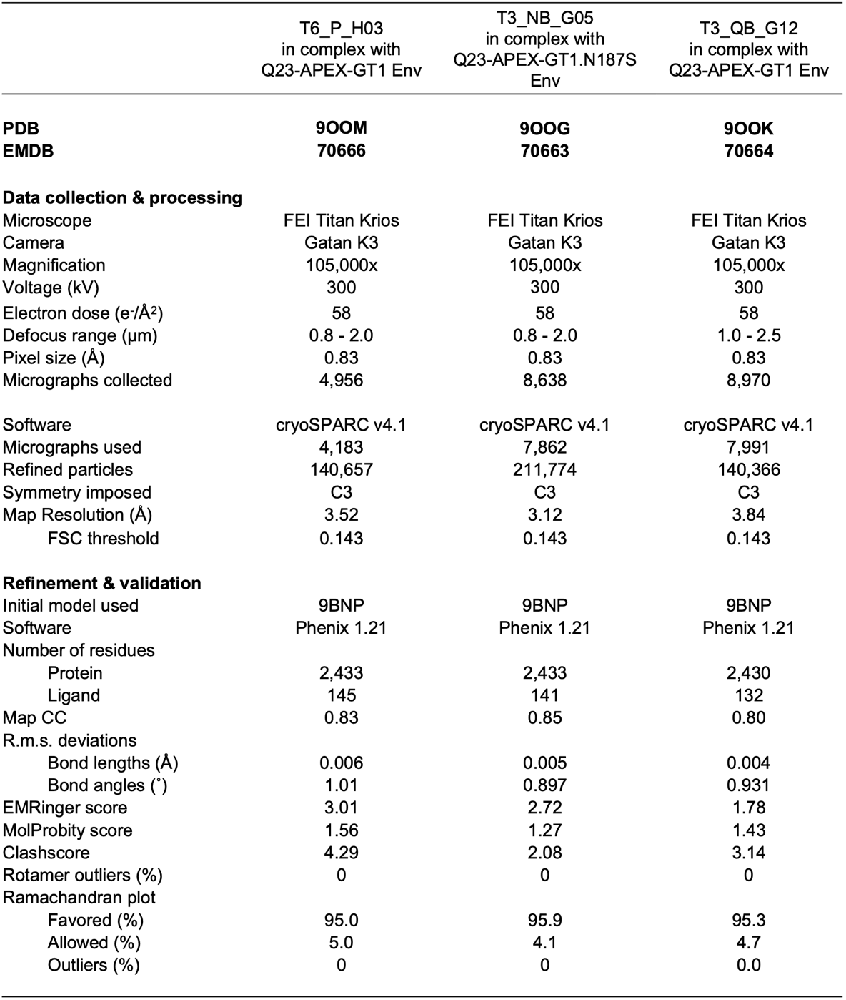 T6_P_H03 in complex with Q23-APEX-GT1 Env T3_NB_G05 in complex with Q23-APEX-GT1.N187S Env T3_QB_G12 in complex with Q23-APEX-GT1 Env
PDB 9OOM 9OOG 9OOK
EMDB 70666 70663 70664
Data collection & processing
Microscope FEI Titan Krios FEI Titan Krios FEI Titan Krios
Camera Gatan K3 Gatan K3 Gatan K3
Magnification 105,000x 105,000x 105,000x
Voltage (kV) 300 300 300
Electron dose (e⁻/Å²) 58 58 58
Defocus range (μm) 0.8 - 2.0 0.8 - 2.0 1.0 - 2.5
Pixel size (Å) 0.83 0.83 0.83
Micrographs collected 4,956 8,638 8,970
Software cryoSPARC v4.1 cryoSPARC v4.1 cryoSPARC v4.1
Micrographs used 4,183 7,862 7,991
Refined particles 140,657 211,774 140,366
Symmetry imposed C3 C3 C3
Map Resolution (Å) 3.52 3.12 3.84
FSC threshold 0.143 0.143 0.143
Refinement & validation
Initial model used 9BNP 9BNP 9BNP
Software Phenix 1.21 Phenix 1.21 Phenix 1.21
Number of residues
Protein 2,433 2,433 2,430
Ligand 145 141 132
Map CC 0.83 0.85 0.80
R.m.s. deviations
Bond lengths (Å) 0.006 0.005 0.004
Bond angles (˚) 1.01 0.897 0.931
EMRinger score 3.01 2.72 1.78
MolProbity score 1.56 1.27 1.43
Clashscore 4.29 2.08 3.14
Rotamer outliers (%) 0 0 0
Ramachandran plot
Favored (%) 95.0 95.9 95.3
Allowed (%) 5.0 4.1 4.7
Outliers (%) 0 0 0.0